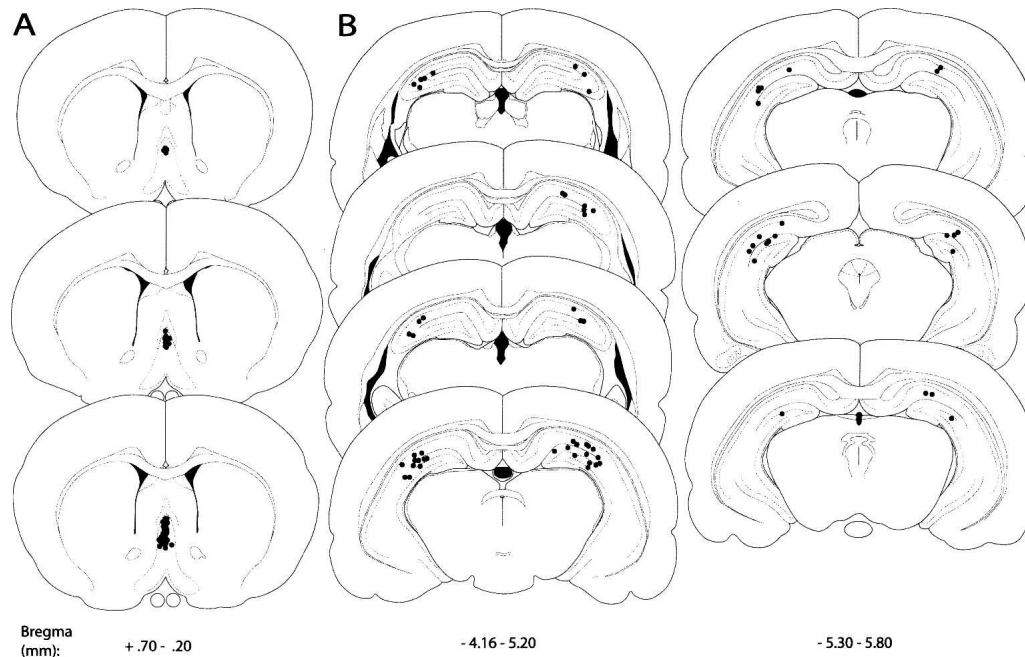 A
B
Bregma
(mm):
+ .70 - .20
- 4.16 - 5.20
- 5.30 - 5.80